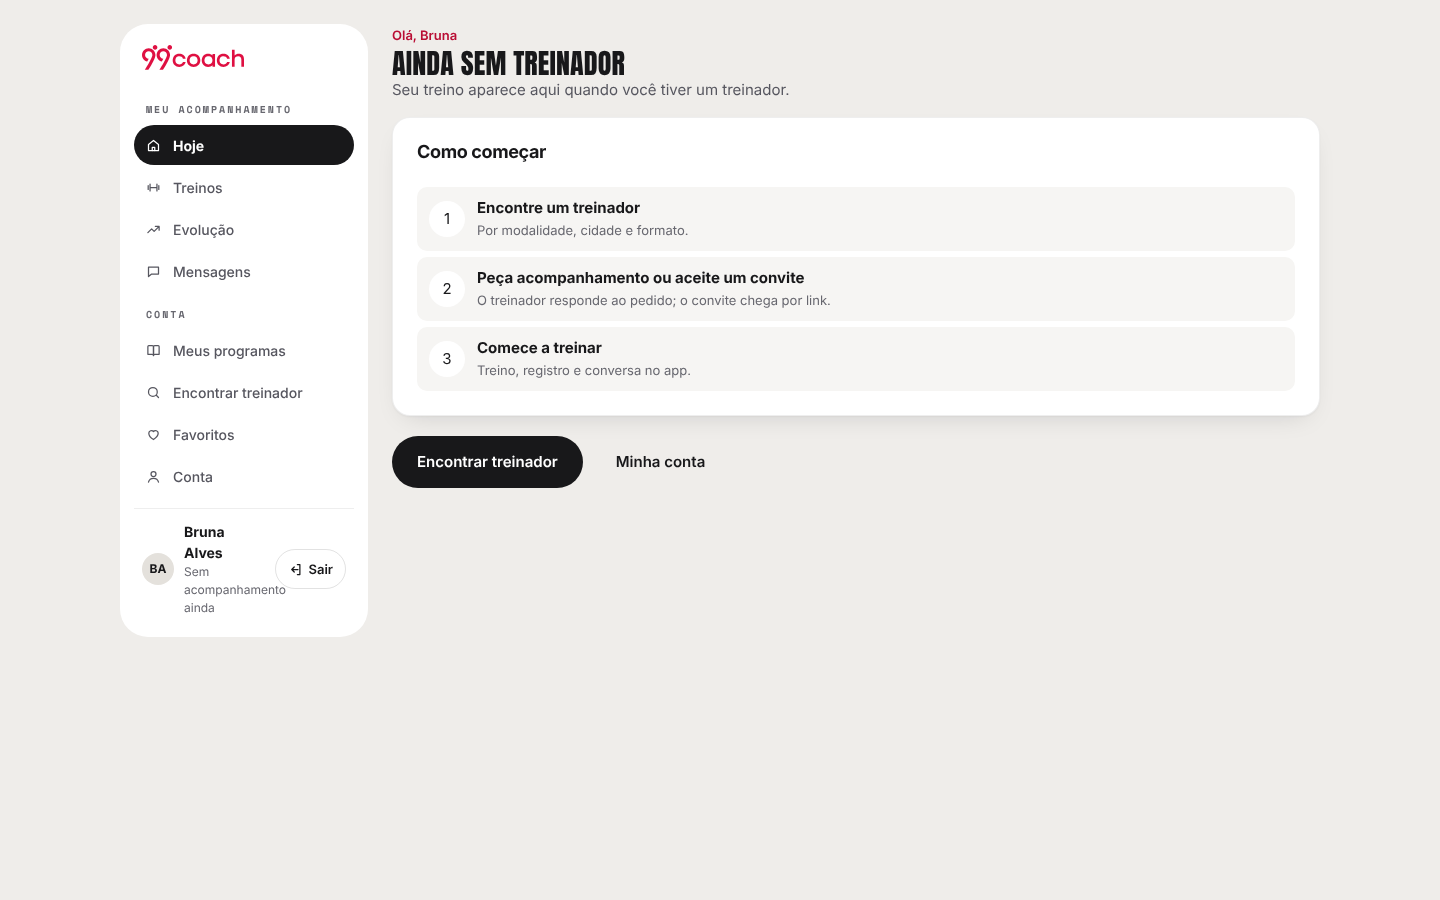 99coach
MEU ACOMPANHAMENTO
Hoje
Treinos
Evolução
Mensagens
CONTA
Meus programas
Encontrar treinador
Favoritos
Conta
BA
Bruna
Alves
Sem
acompanhamento
ainda
Sair
Olá, Bruna
AINDA SEM TREINADOR
Seu treino aparece aqui quando você tiver um treinador.
Como começar
1
Encontre um treinador
Por modalidade, cidade e formato.
2
Peça acompanhamento ou aceite um convite
O treinador responde ao pedido; o convite chega por link.
3
Comece a treinar
Treino, registro e conversa no app.
Encontrar treinador
Minha conta